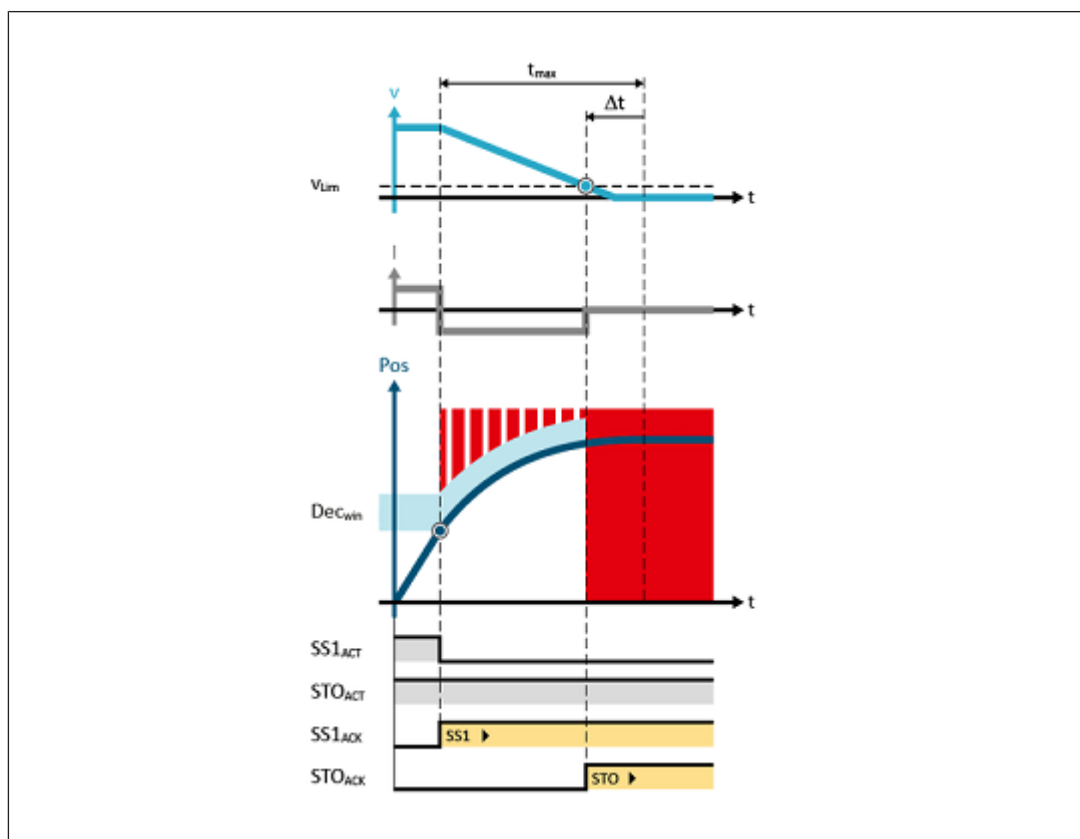 tmax
v
Δt
vLim
t
I
t
Pos
Decwin
t
SS1ACT
STOACT
SS1ACK
SS1
STOACK
STO